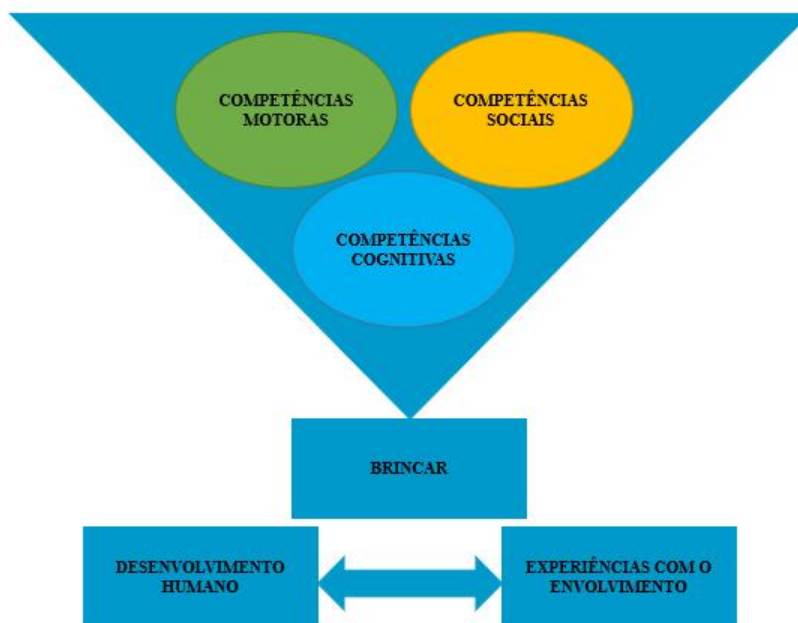 COMPETÊNCIAS
MOTORAS
COMPETÊNCIAS
SOCIAIS
COMPETÊNCIAS
COGNITIVAS
BRINCAR
DESENVOLVIMENTO
HUMANO
EXPERIÊNCIAS COM O
ENVOLVIMENTO